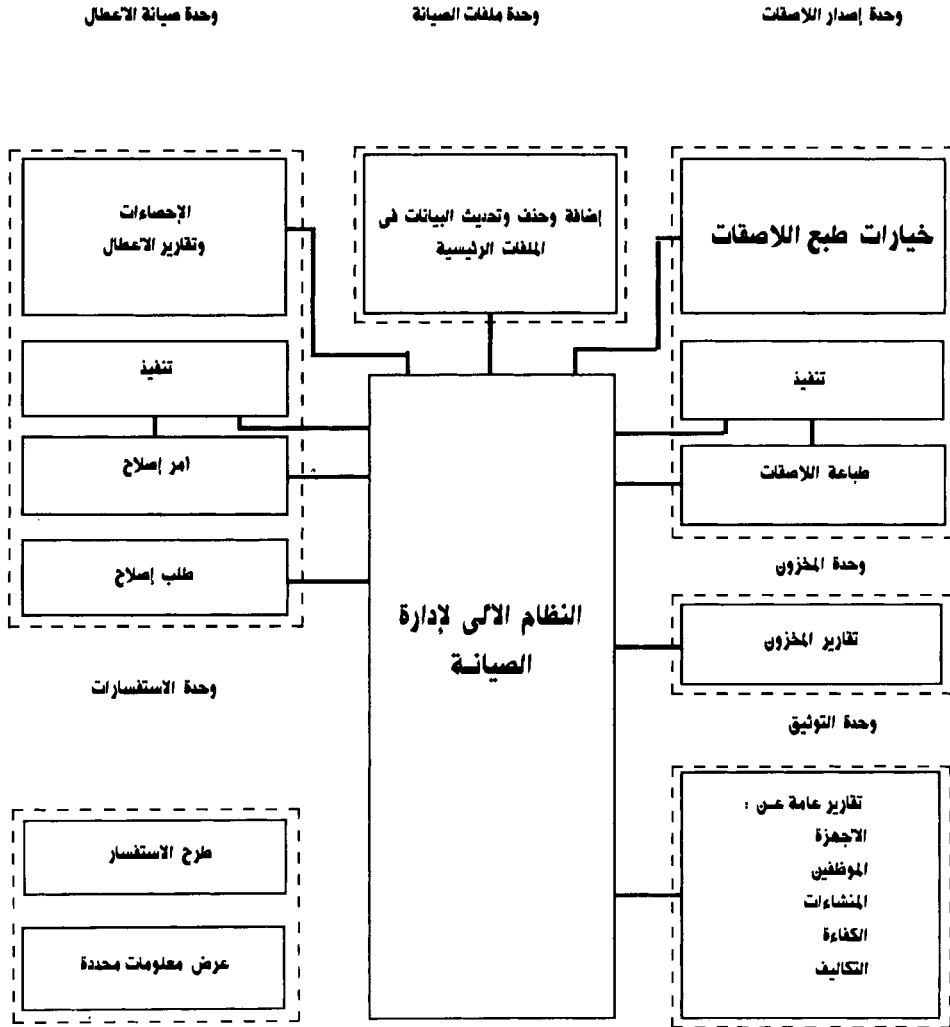 وحدة إصدار اللاصقات
وحدة ملفات الصيانة
وحدة صيانة الاعطال
خيارات طبع اللاصقات
إضافة وحذف وتحديث البيانات فى
الملفات الرئيسية
الإحصاءات
وتقارير الاعطال
تنفيذ
تنفيذ
طباعة اللاصقات
أمر إصلاح
وحدة المخزون
طلب إصلاح
النظام الآلى لإدارة
الصيانــة
تقارير المخزون
وحدة الاستفسارات
وحدة التوثيق
تقارير عامة عــن :
الاجهزة
الموظفين
المنشاءات
الكفاءة
التكاليف
طرح الاستفسار
عرض معلومات محددة